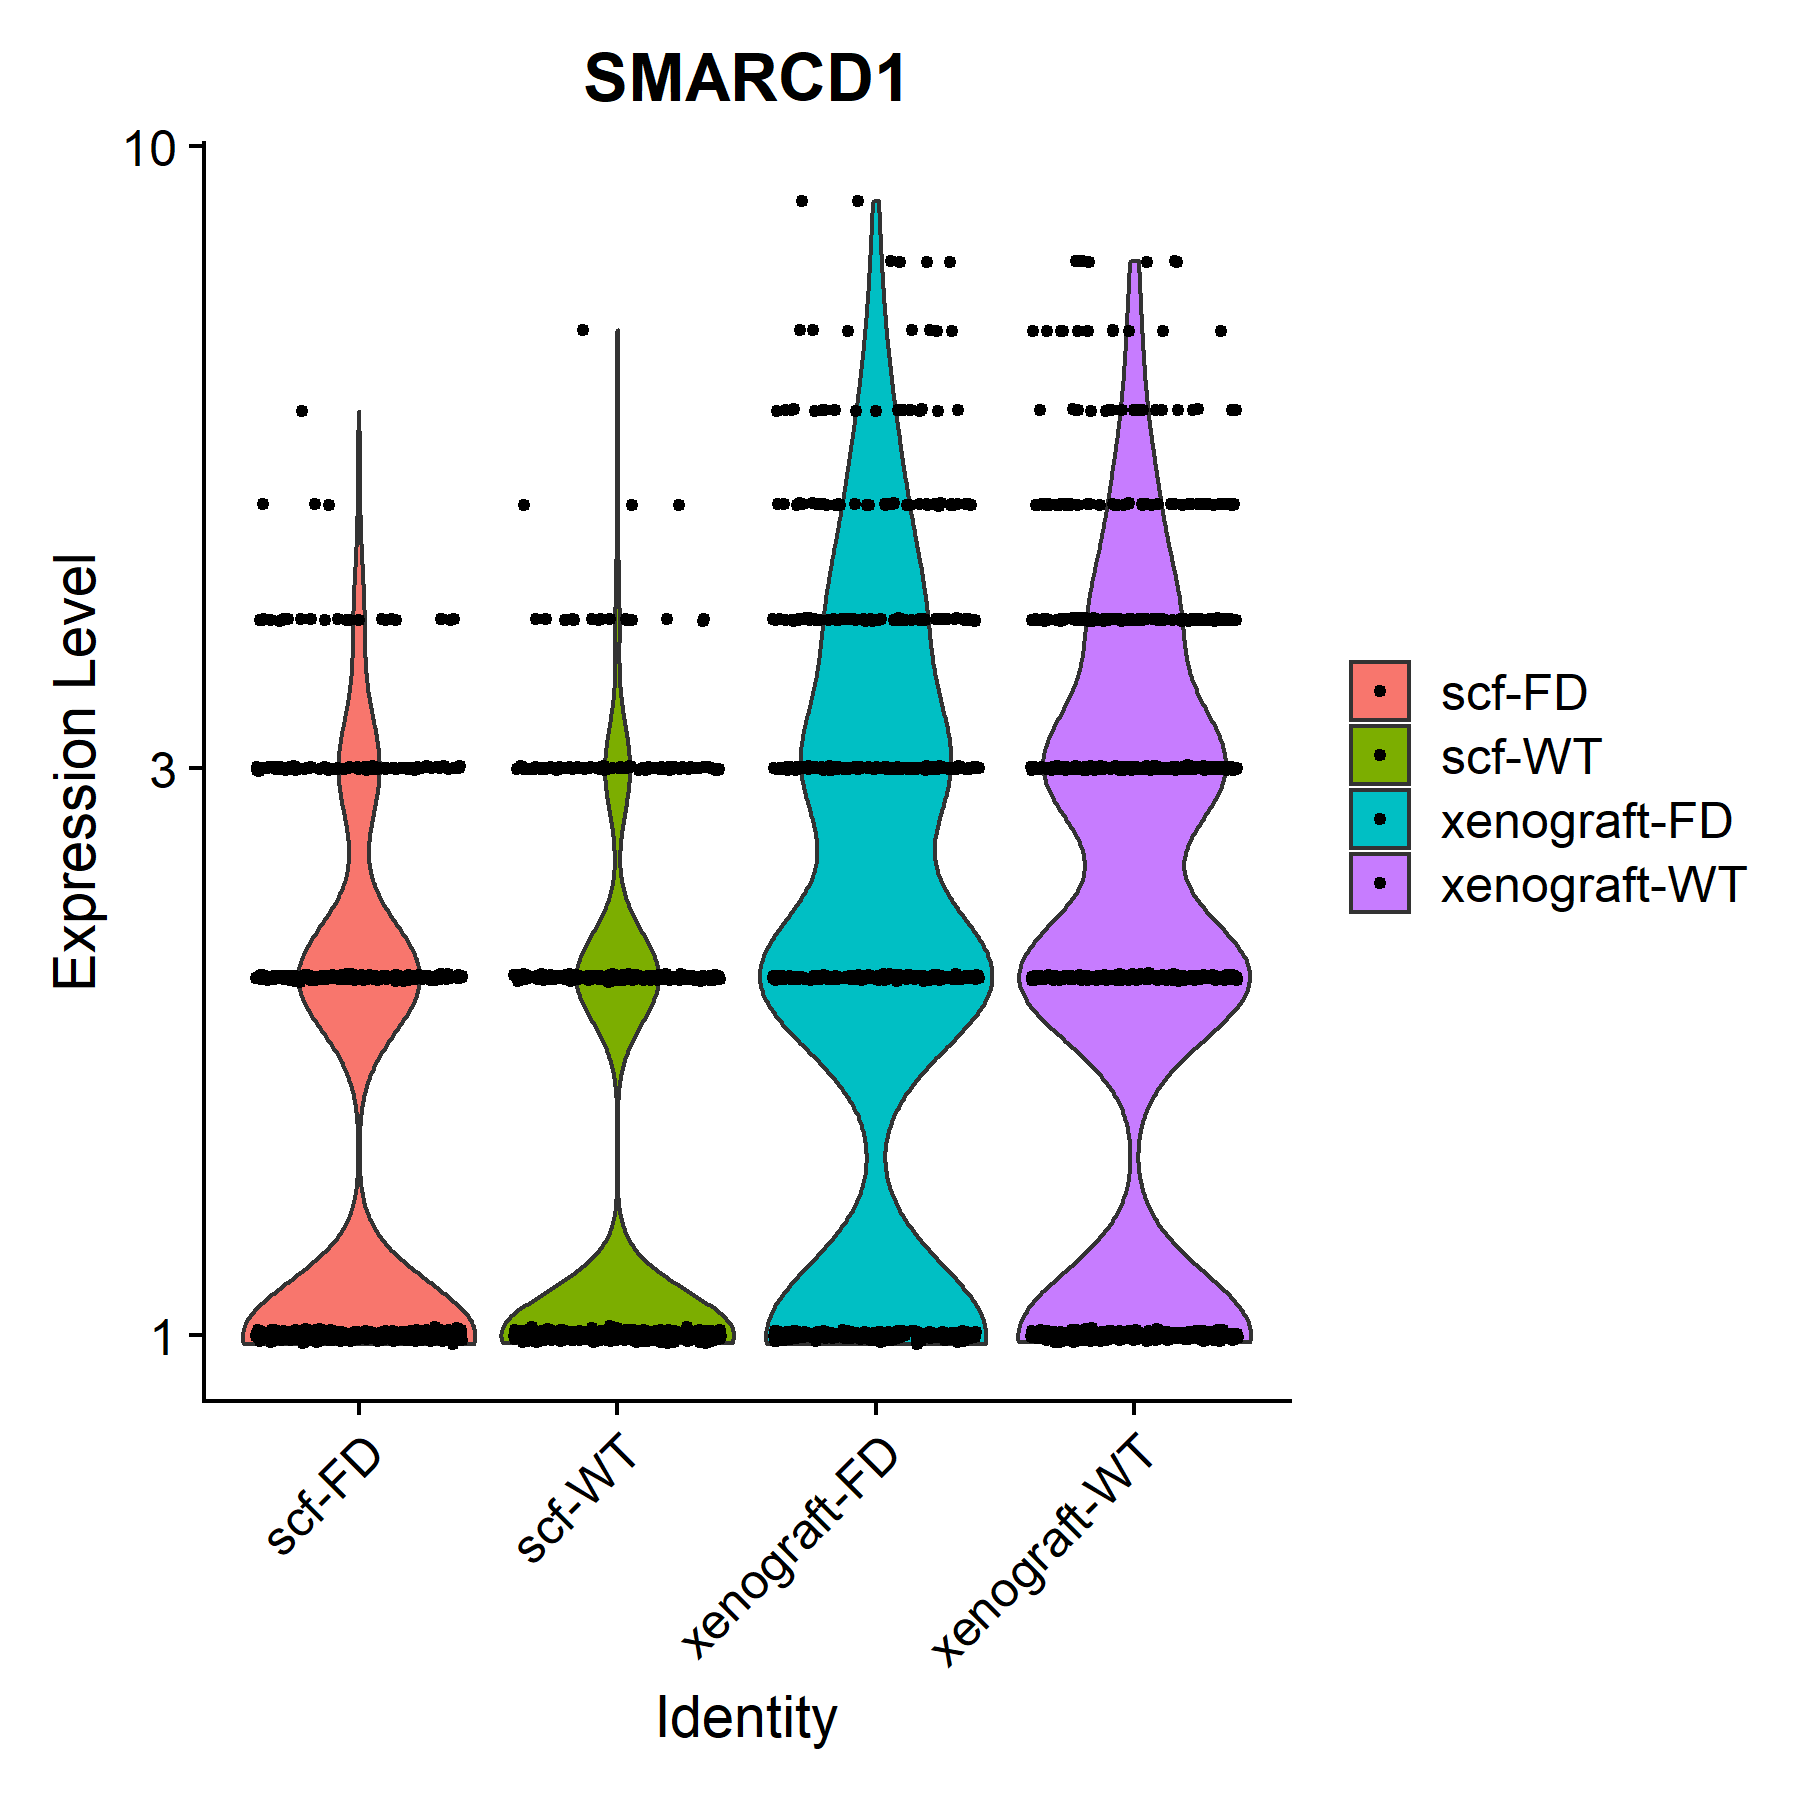 SMARCD1
10
3
1
Expression Level
scf-FD
scf-WT
xenograft-FD
xenograft-WT
Identity
scf-FD
scf-WT
xenograft-FD
xenograft-WT